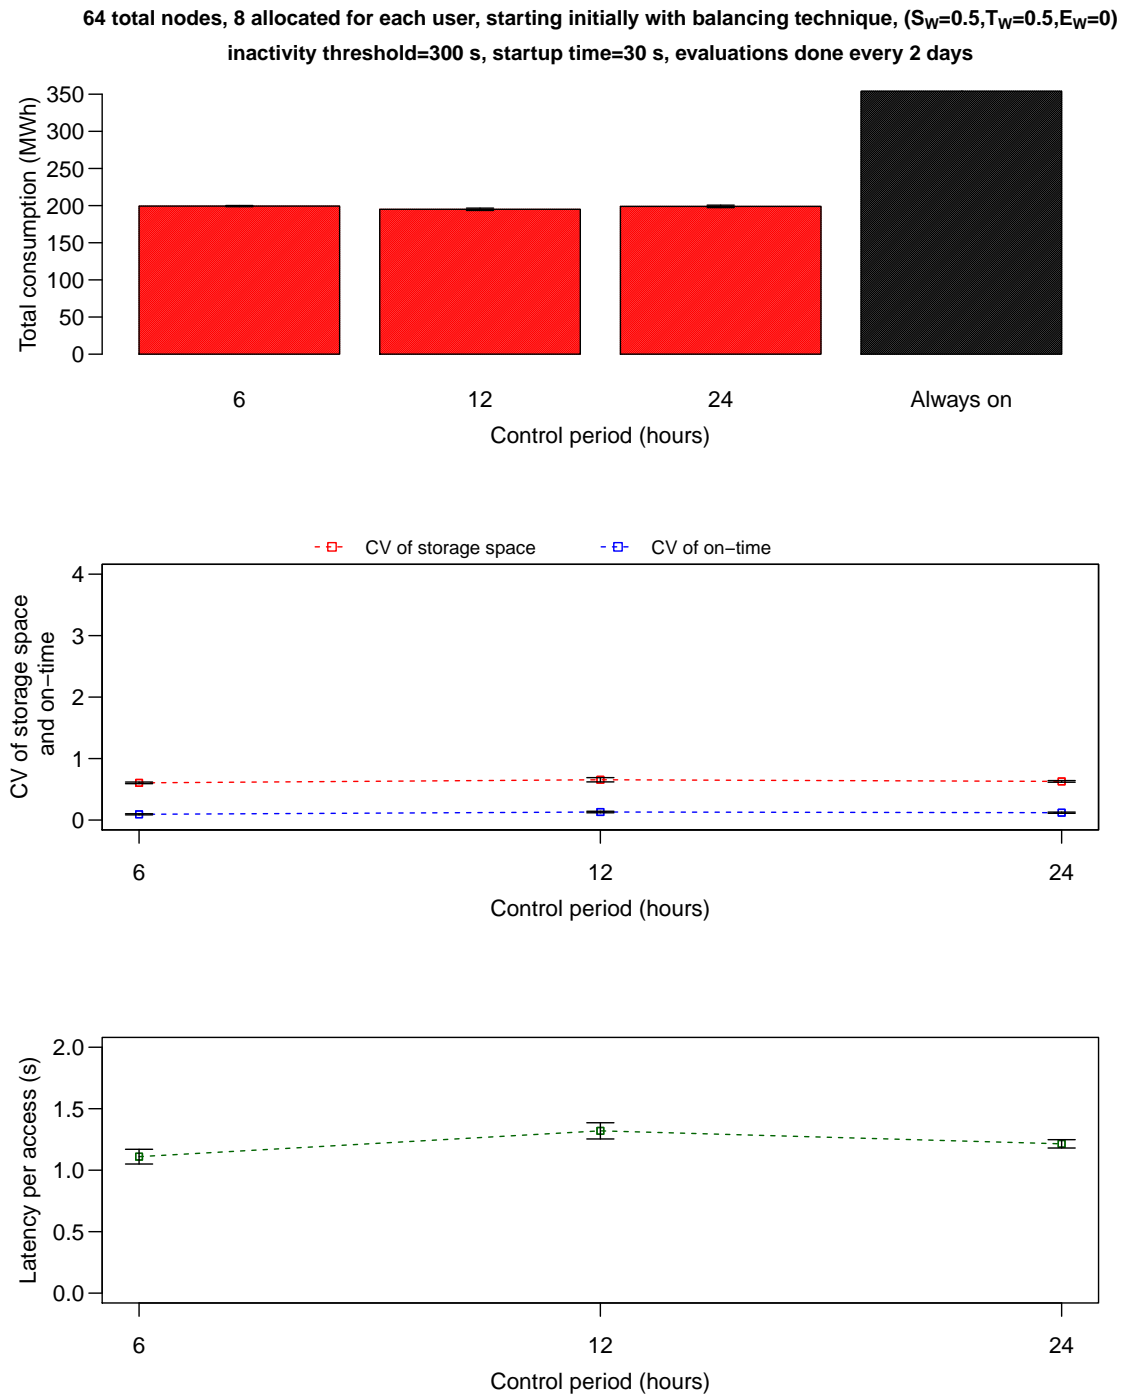 64 total nodes, 8 allocated for each user, starting initially with balancing technique, (SW=0.5,TW=0.5,EW=0)
inactivity threshold=300 s, startup time=30 s, evaluations done every 2 days
Total consumption (MWh)
350
300
250
200
150
100
50
0
6 12 24 Always on
Control period (hours)
CV of storage space CV of on−time
CV of storage space
and on−time
4
3
2
1
0
6 12 24
Control period (hours)
Latency per access (s)
2.0
1.5
1.0
0.5
0.0
6 12 24
Control period (hours)